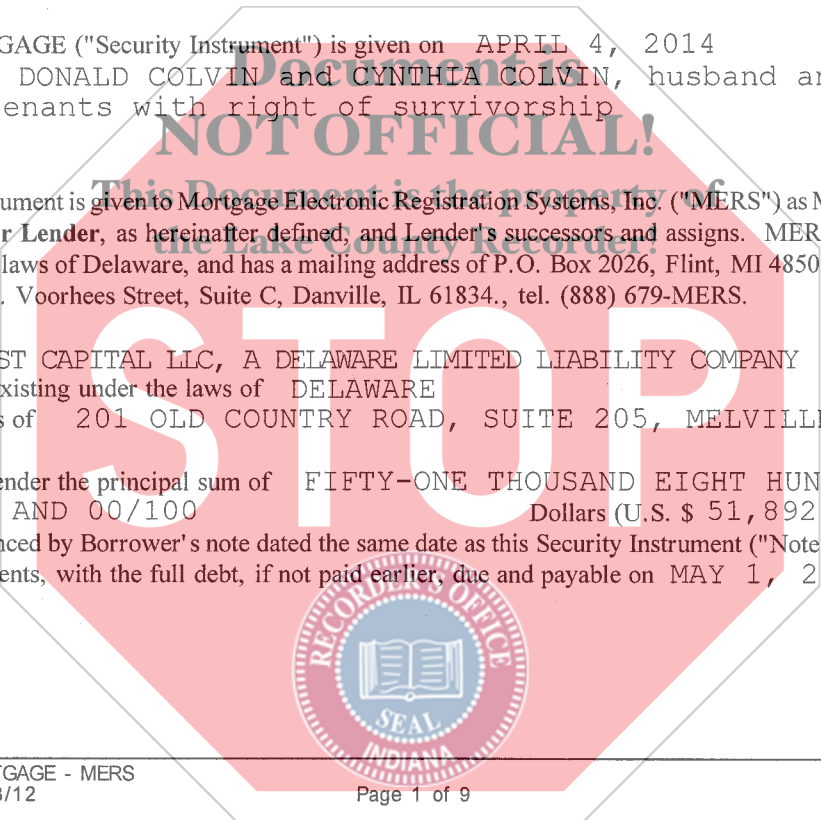 GAGE ("Security Instrument") is given on APRIL 4, 2014
DONALD COLVIN and CYNTHIA COLVIN, husband an
enants with right of survivorship
Document is
NOT OFFICIAL!
This Document is the property of
the Lake County Recorder!
ument is given to Mortgage Electronic Registration Systems, Inc. ("MERS") as M
r Lender, as hereinafter defined, and Lender's successors and assigns. MER
laws of Delaware, and has a mailing address of P.O. Box 2026, Flint, MI 4850
. Voorhees Street, Suite C, Danville, IL 61834., tel. (888) 679-MERS.
ST CAPITAL LLC, A DELAWARE LIMITED LIABILITY COMPANY
xisting under the laws of DELAWARE
s of 201 OLD COUNTRY ROAD, SUITE 205, MELVILL
STOP
ender the principal sum of FIFTY-ONE THOUSAND EIGHT HUN
AND 00/100 Dollars (U.S. $ 51,892
nced by Borrower's note dated the same date as this Security Instrument ("Note
ents, with the full debt, if not paid earlier, due and payable on MAY 1, 2
RECORDER'S OFFICE
SEAL
INDIANA
TGAGE - MERS
/12
Page 1 of 9